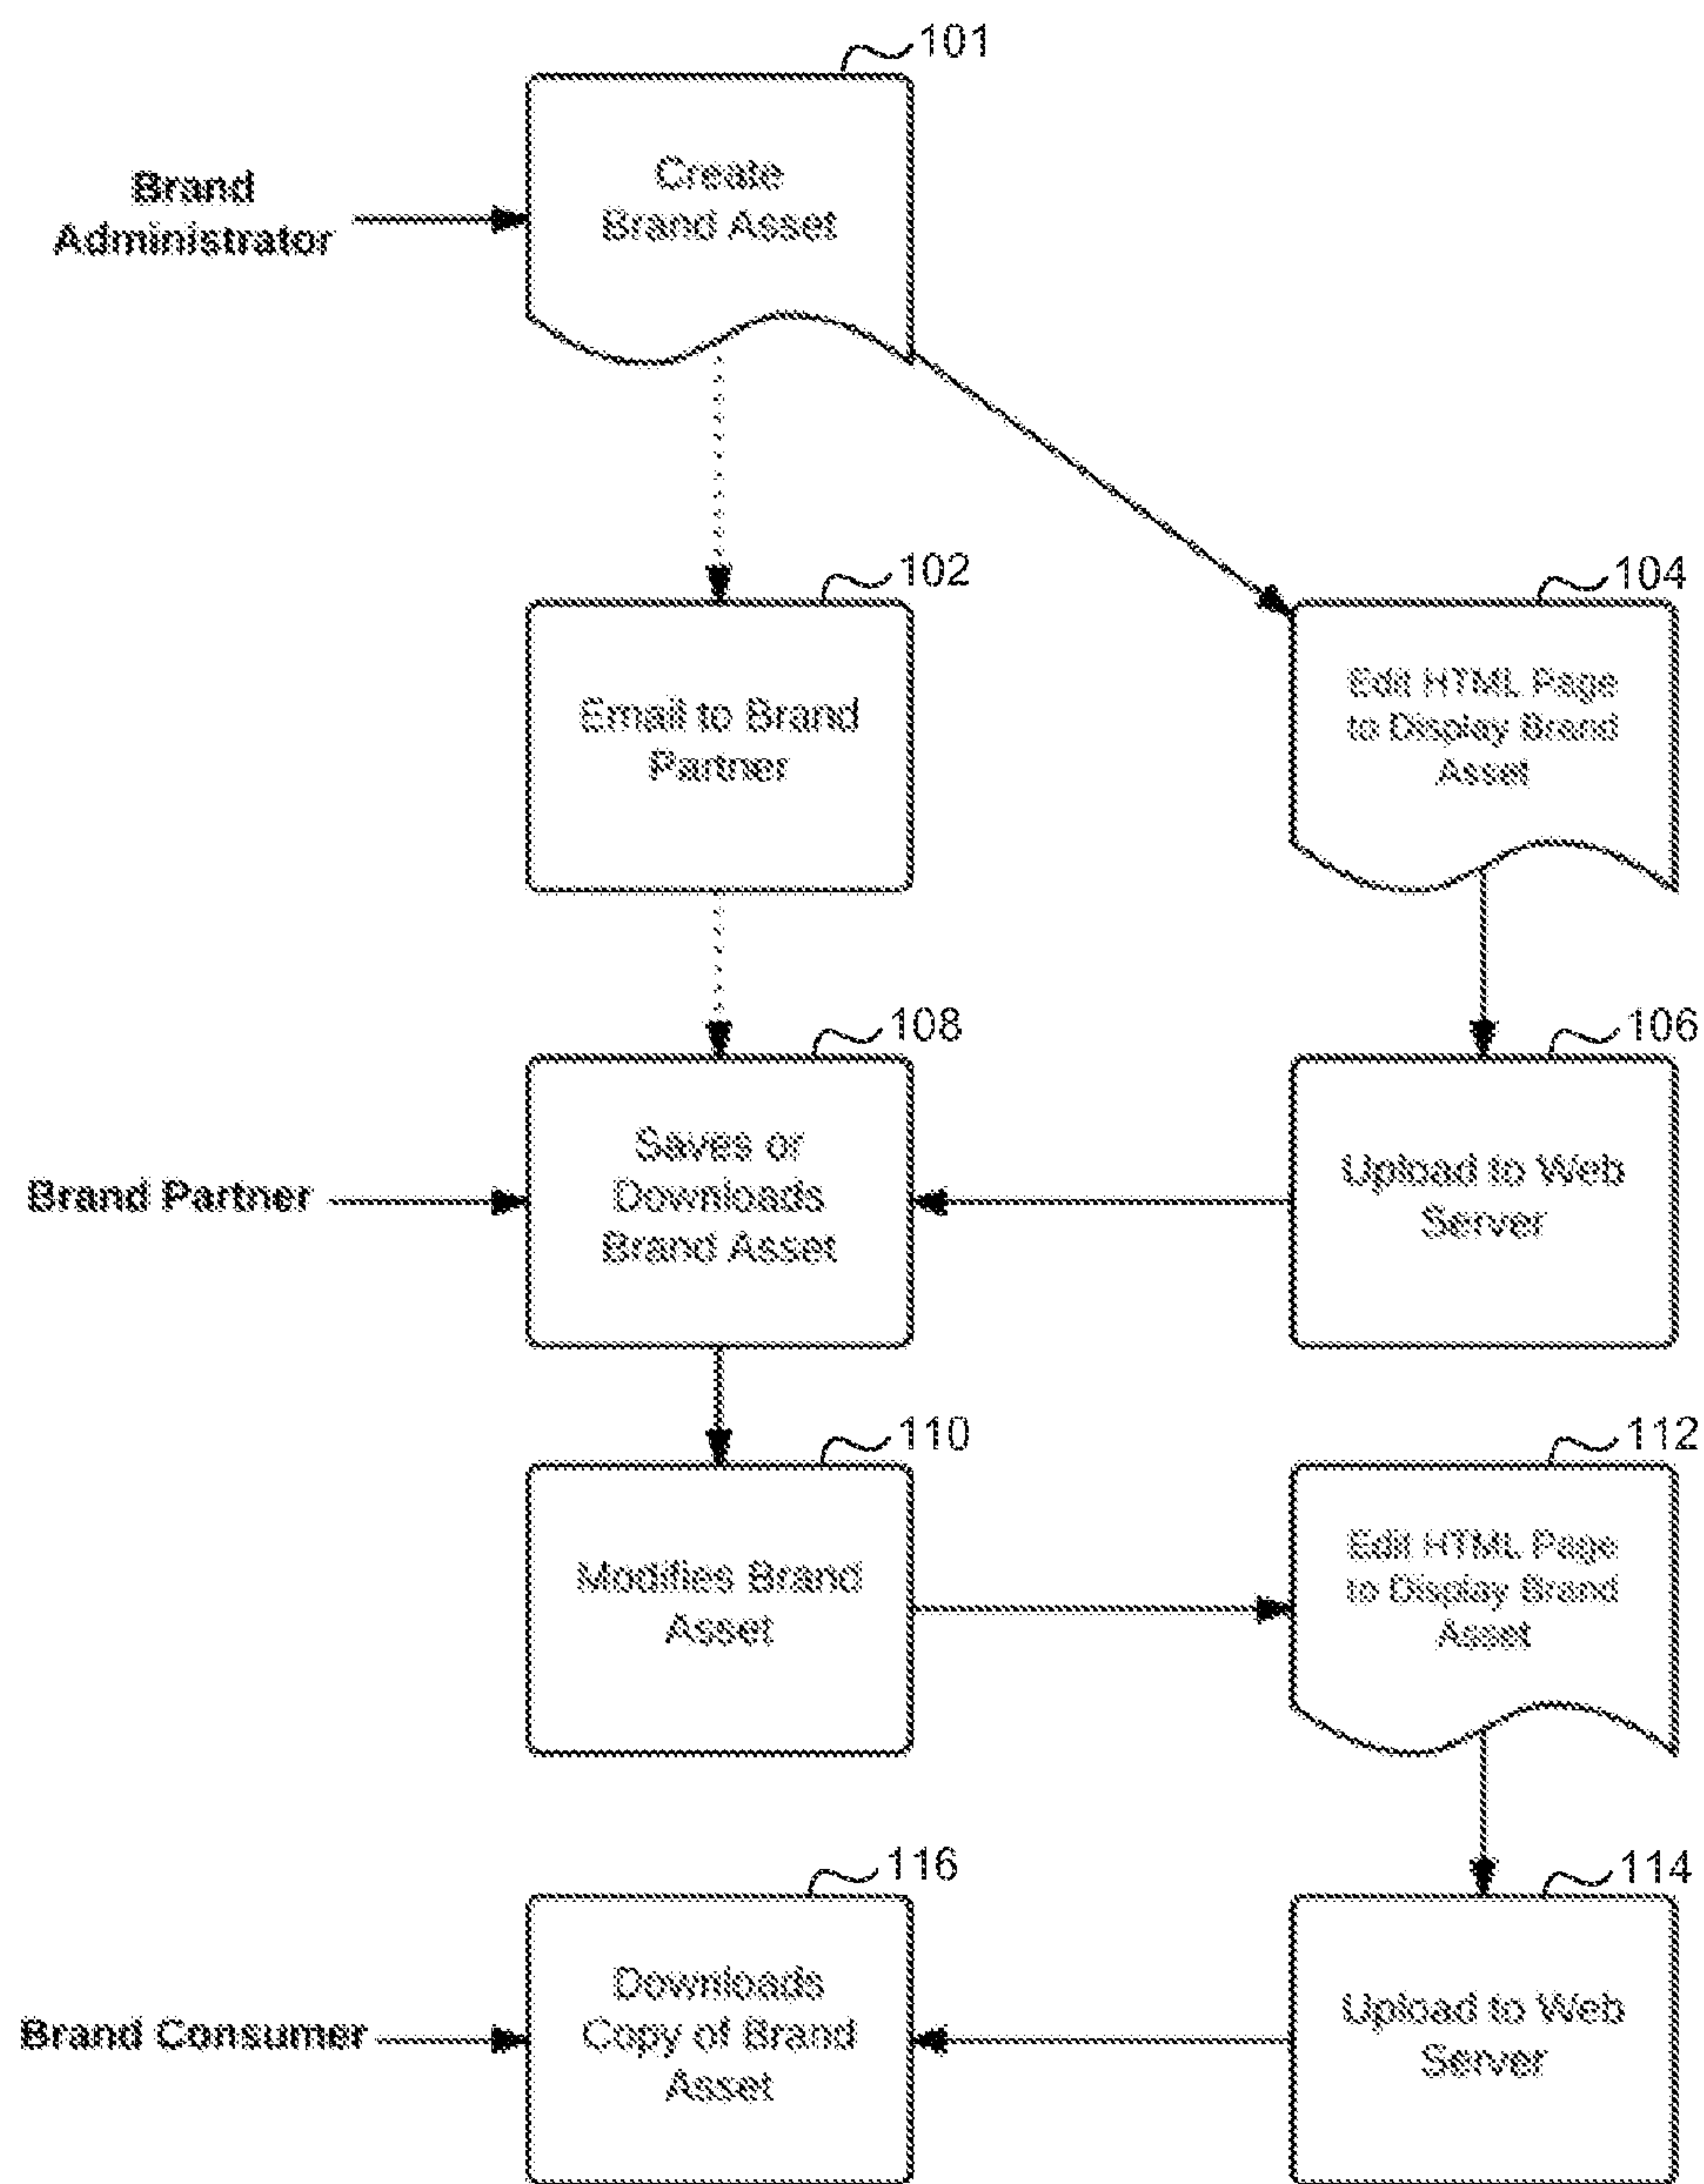 101
Create
Brand Asset
Brand
Administrator
102
Email to Brand
Partner
104
Edit HTML Page
to Display Brand
Asset
108
Saves or
Downloads
Brand Asset
Brand Partner
106
Upload to Web
Server
110
Modifies Brand
Asset
112
Edit HTML Page
to Display Brand
Asset
116
Downloads
Copy of Brand
Asset
Brand Consumer
114
Upload to Web
Server